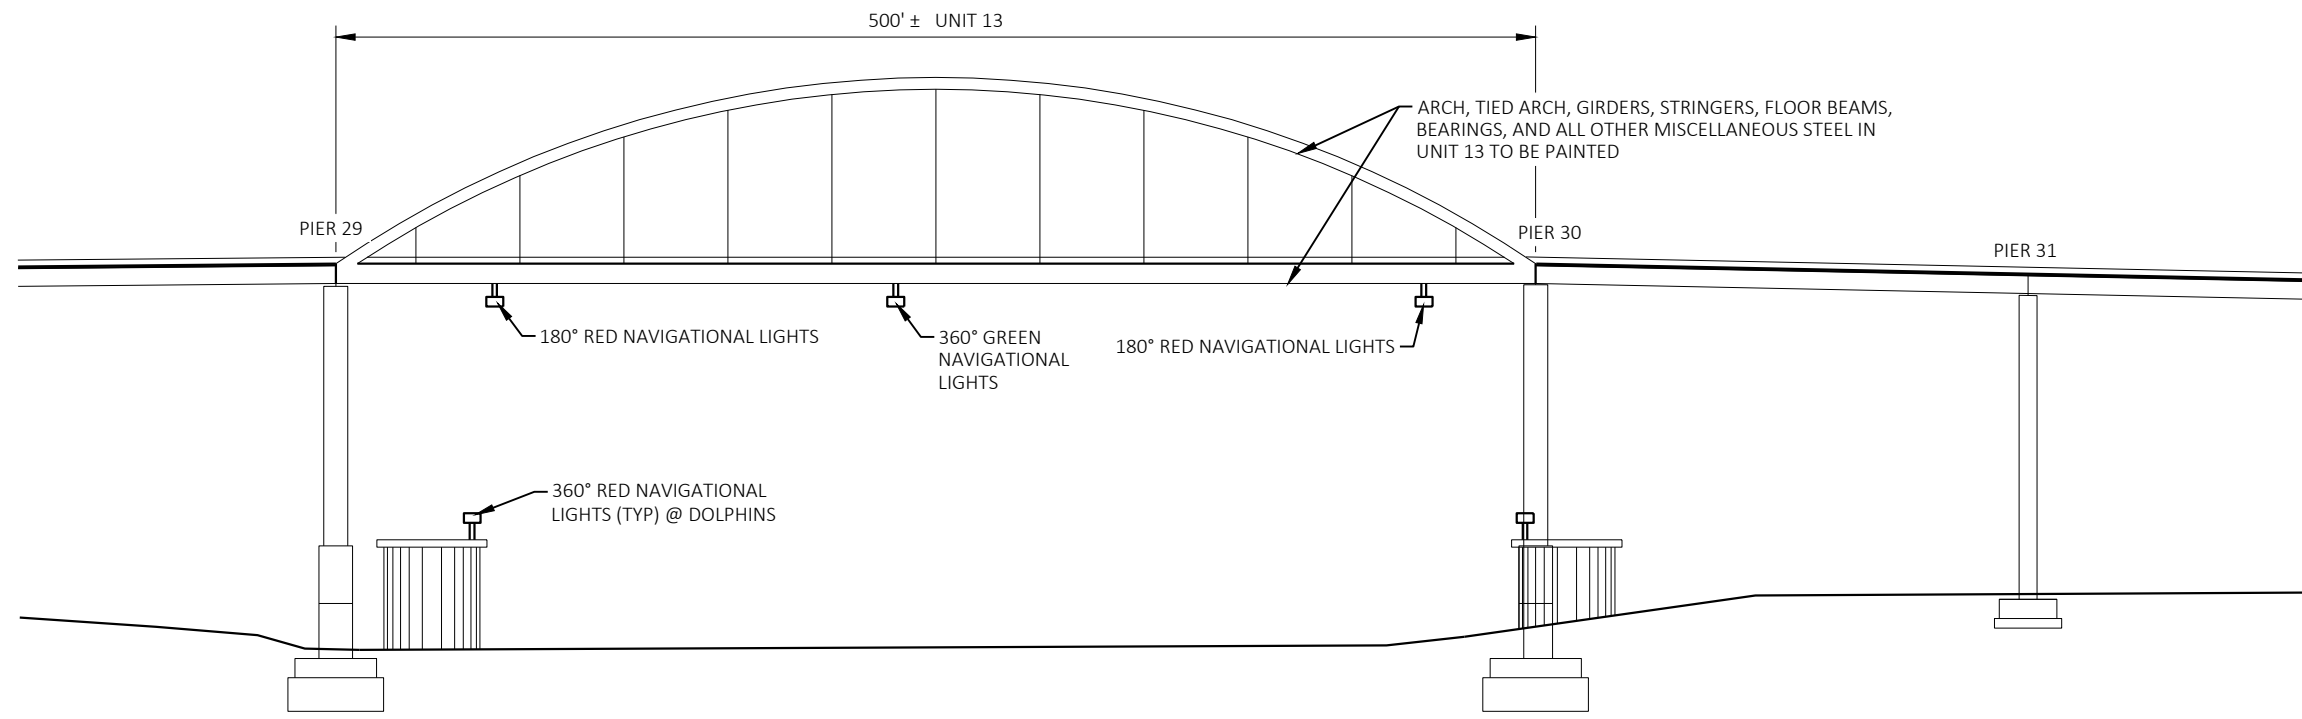 500' ± UNIT 13
ARCH, TIED ARCH, GIRDERS, STRINGERS, FLOOR BEAMS,
BEARINGS, AND ALL OTHER MISCELLANEOUS STEEL IN
UNIT 13 TO BE PAINTED
PIER 29
PIER 30
PIER 31
180° RED NAVIGATIONAL LIGHTS
360° GREEN
NAVIGATIONAL
LIGHTS
180° RED NAVIGATIONAL LIGHTS
360° RED NAVIGATIONAL
LIGHTS (TYP) @ DOLPHINS